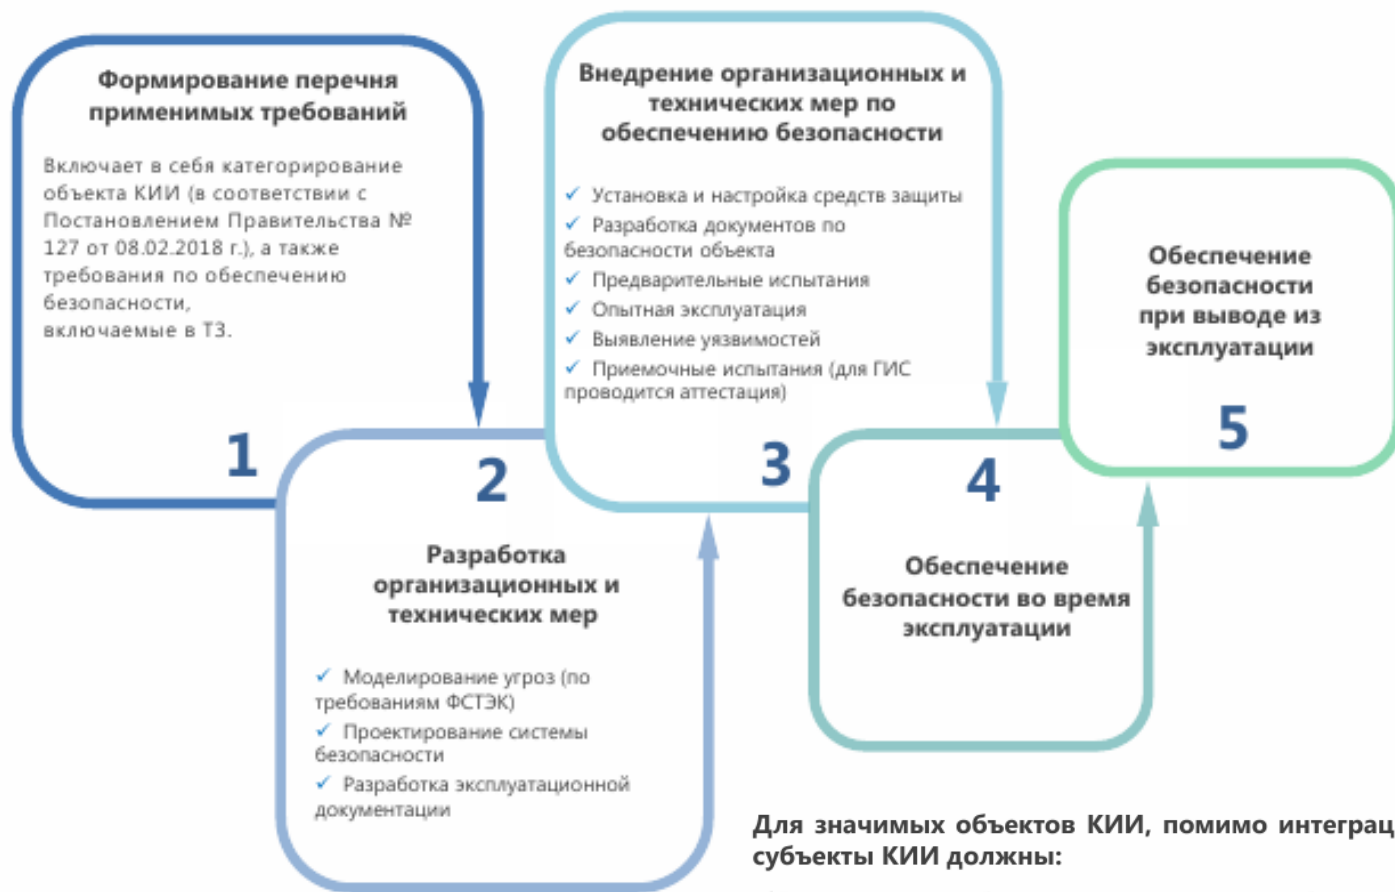 Формирование перечня
применимых требований
Включает в себя категорирование
объекта КИИ (в соответствии с
Постановлением Правительства №
127 от 08.02.2018 г.), а также
требования по обеспечению
безопасности,
включаемые в ТЗ.
1
2
Разработка
организационных и
технических мер
✓ Моделирование угроз (по
требованиям ФСТЭК)
✓ Проектирование системы
безопасности
✓ Разработка эксплуатационной
документации
Внедрение организационных и
технических мер по
обеспечению безопасности
✓ Установка и настройка средств защиты
✓ Разработка документов по
безопасности объекта
✓ Предварительные испытания
✓ Опытная эксплуатация
✓ Выявление уязвимостей
✓ Приемочные испытания (для ГИС
проводится аттестация)
3
4
Обеспечение
безопасности во время
эксплуатации
Обеспечение
безопасности
при выводе из
эксплуатации
5
Для значимых объектов КИИ, помимо интеграц
субъекты КИИ должны: